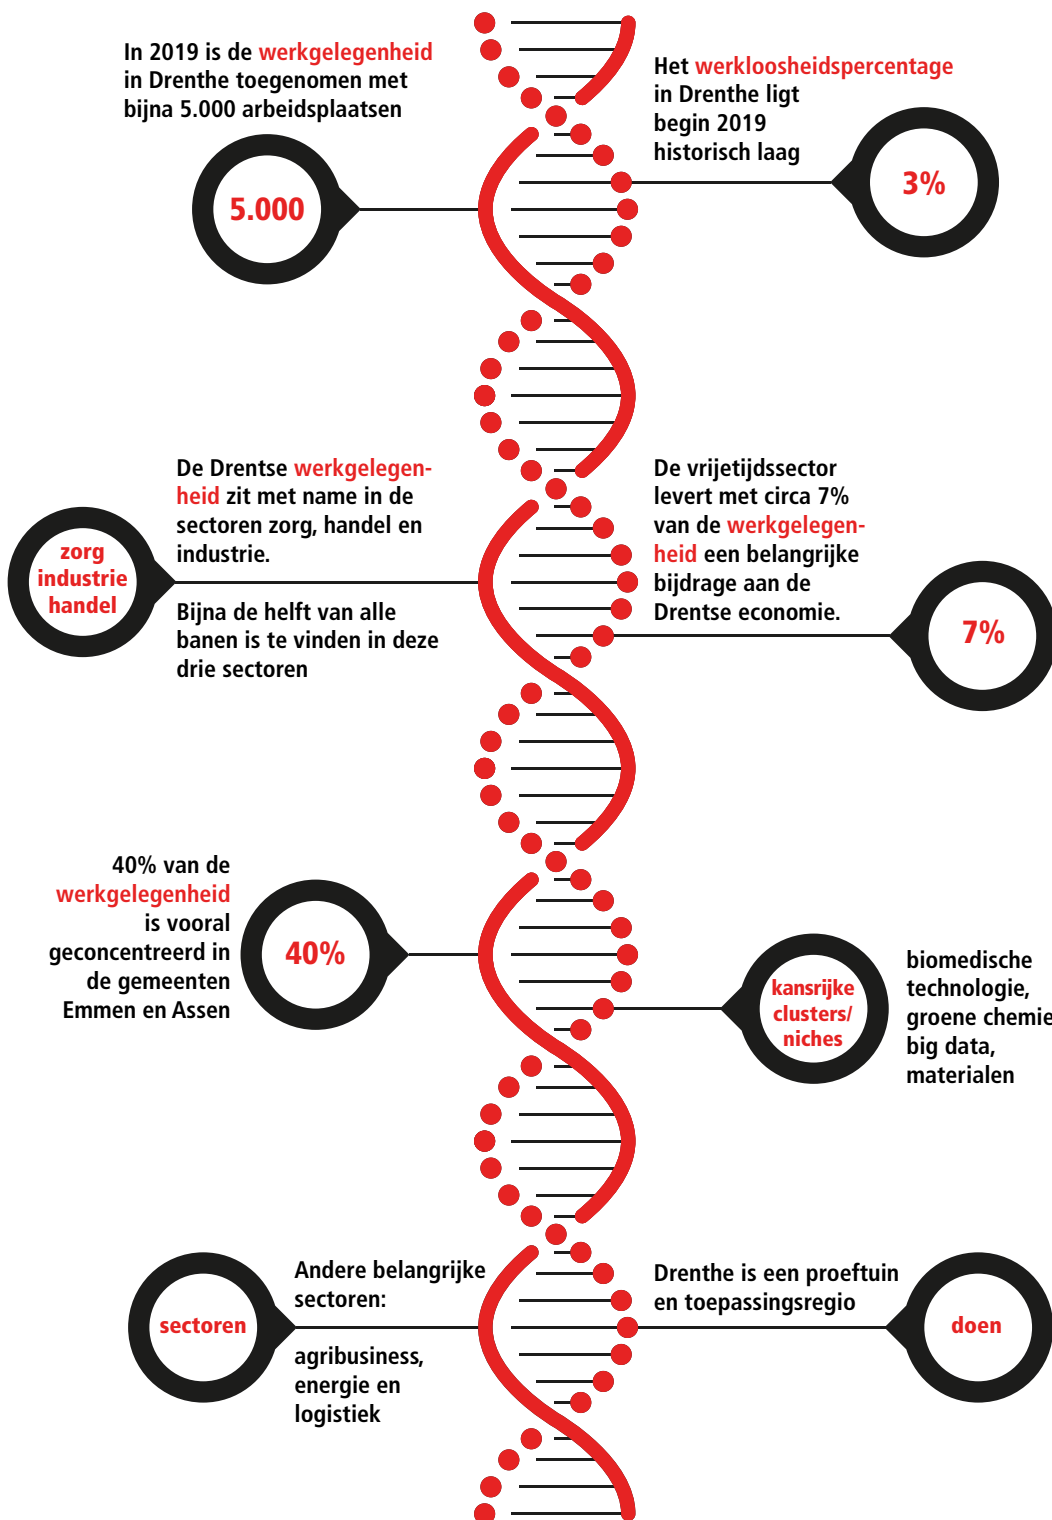 In 2019 is de werkgelegenheid
in Drenthe toegenomen met
bijna 5.000 arbeidsplaatsen
5.000
Het werkloosheidspercentage
in Drenthe ligt
begin 2019
historisch laag
3%
De Drentse werkgelegen-
heid zit met name in de
sectoren zorg, handel en
industrie.
zorg
industrie
handel
Bijna de helft van alle
banen is te vinden in deze
drie sectoren
De vrijetijdssector
levert met circa 7%
van de werkgelegen-
heid een belangrijke
bijdrage aan de
Drentse economie.
7%
40% van de
werkgelegenheid
is vooral
geconcentreerd in
de gemeenten
Emmen en Assen
40%
kansrijke
clusters/
niches
biomedische
technologie,
groene chemie
big data,
materialen
Andere belangrijke
sectoren:
sectoren
agribusiness,
energie en
logistiek
Drenthe is een proeftuin
en toepassingsregio
doen